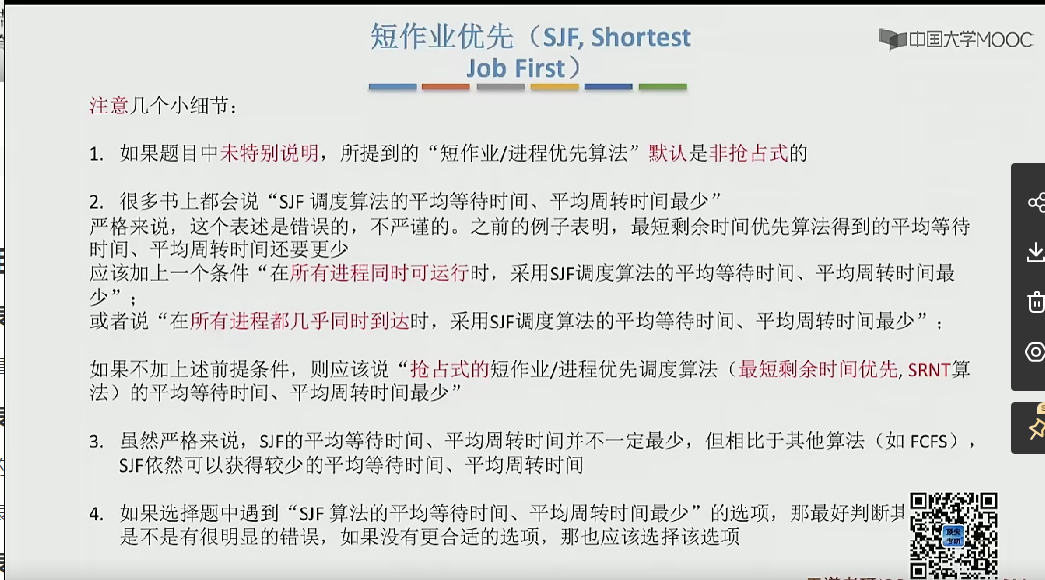 短作业优先（SJF, Shortest
Job First）
中国大学MOOC
注意几个小细节：
1. 如果题目中未特别说明，所提到的“短作业/进程优先算法”默认是非抢占式的
2. 很多书上都会说“SJF 调度算法的平均等待时间、平均周转时间最少”
严格来说，这个表述是错误的，不严谨的。之前的例子表明，最短剩余时间优先算法得到的平均等待
时间、平均周转时间还要更少
应该加上一个条件“在所有进程同时可运行时，采用SJF调度算法的平均等待时间、平均周转时间最
少”；
或者说“在所有进程都几乎同时到达时，采用SJF调度算法的平均等待时间、平均周转时间最少”；
如果不加上述前提条件，则应该说“抢占式的短作业/进程优先调度算法（最短剩余时间优先, SRNT算
法）的平均等待时间、平均周转时间最少”
3. 虽然严格来说，SJF的平均等待时间、平均周转时间并不一定最少，但相比于其他算法（如 FCFS），
SJF依然可以获得较少的平均等待时间、平均周转时间
4. 如果选择题中遇到“SJF 算法的平均等待时间、平均周转时间最少”的选项，那最好判断其
是不是有很明显的错误，如果没有更合适的选项，那也应该选择该选项